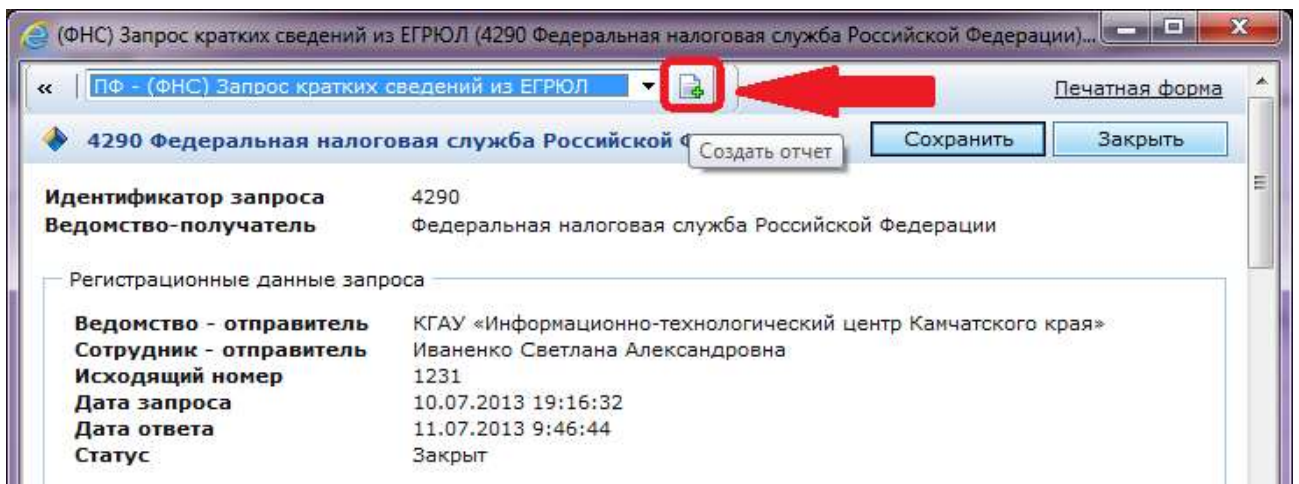 (ФНС) Запрос кратких сведений из ЕГРЮЛ (4290 Федеральная налоговая служба Российской Федерации)...
« ПФ - (ФНС) Запрос кратких сведений из ЕГРЮЛ Печатная форма
4290 Федеральная налоговая служба Российской Ф Создать отчет Сохранить Закрыть
Идентификатор запроса 4290
Ведомство-получатель Федеральная налоговая служба Российской Федерации
Регистрационные данные запроса
Ведомство - отправитель КГАУ «Информационно-технологический центр Камчатского края»
Сотрудник - отправитель Иваненко Светлана Александровна
Исходящий номер 1231
Дата запроса 10.07.2013 19:16:32
Дата ответа 11.07.2013 9:46:44
Статус Закрыт